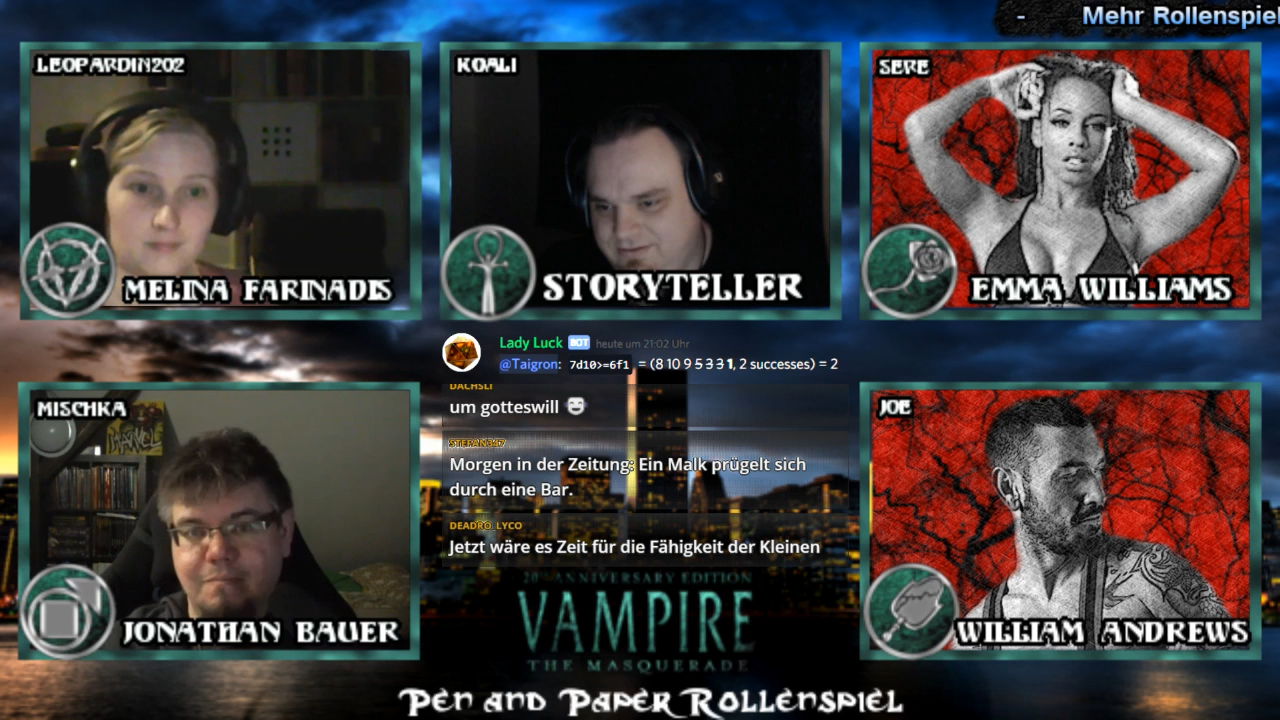 - Mehr Rollenspiel
LEOPARDIN202
KOALI
SERE
MELINA FARINADIS
STORYTELLER
EMMA WILLIAMS
Lady Luck BOT heute um 21:02 Uhr
@Taigron: 7d10>=6f1 = (8 10 9 5 3 3 1, 2 successes) = 2
MISCHKA
DACHSLI
um gotteswill
JOE
STEFAN347
Morgen in der Zeitung: Ein Malk prügelt sich
durch eine Bar.
DEADRO_LYCO
Jetzt wäre es Zeit für die Fähigkeit der Kleinen
20TH ANNIVERSARY EDITION
VAMPIRE
THE MASQUERADE
JONATHAN BAUER
WILLIAM ANDREWS
PEN AND PAPER ROLLENSPIEL